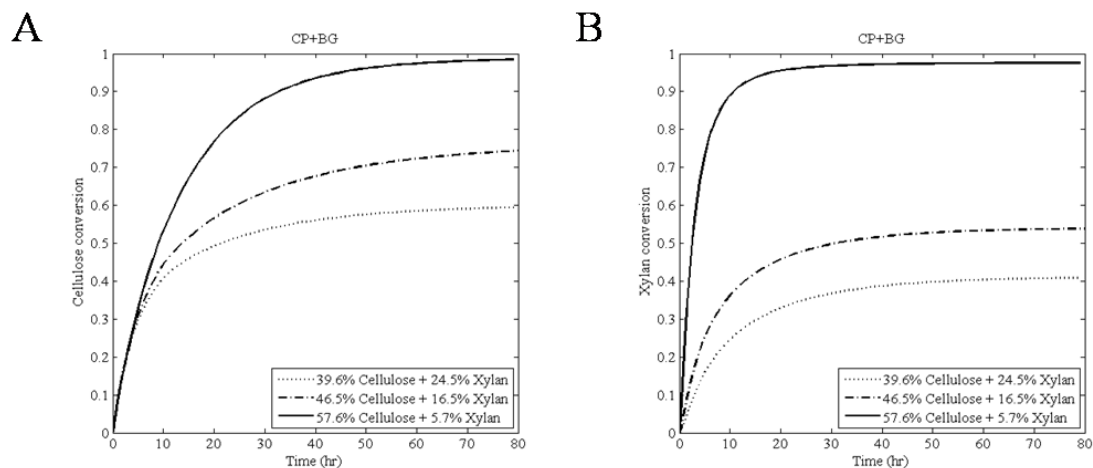 A
CP+BG
1
0.9
0.8
0.7
0.6
0.5
0.4
0.3
0.2
0.1
0
Cellulose conversion
39.6% Cellulose + 24.5% Xylan
46.5% Cellulose + 16.5% Xylan
57.6% Cellulose + 5.7% Xylan
0 10 20 30 40 50 60 70 80
Time (hr)
B
CP+BG
1
0.9
0.8
0.7
0.6
0.5
0.4
0.3
0.2
0.1
0
Xylan conversion
39.6% Cellulose + 24.5% Xylan
46.5% Cellulose + 16.5% Xylan
57.6% Cellulose + 5.7% Xylan
0 10 20 30 40 50 60 70 80
Time (hr)